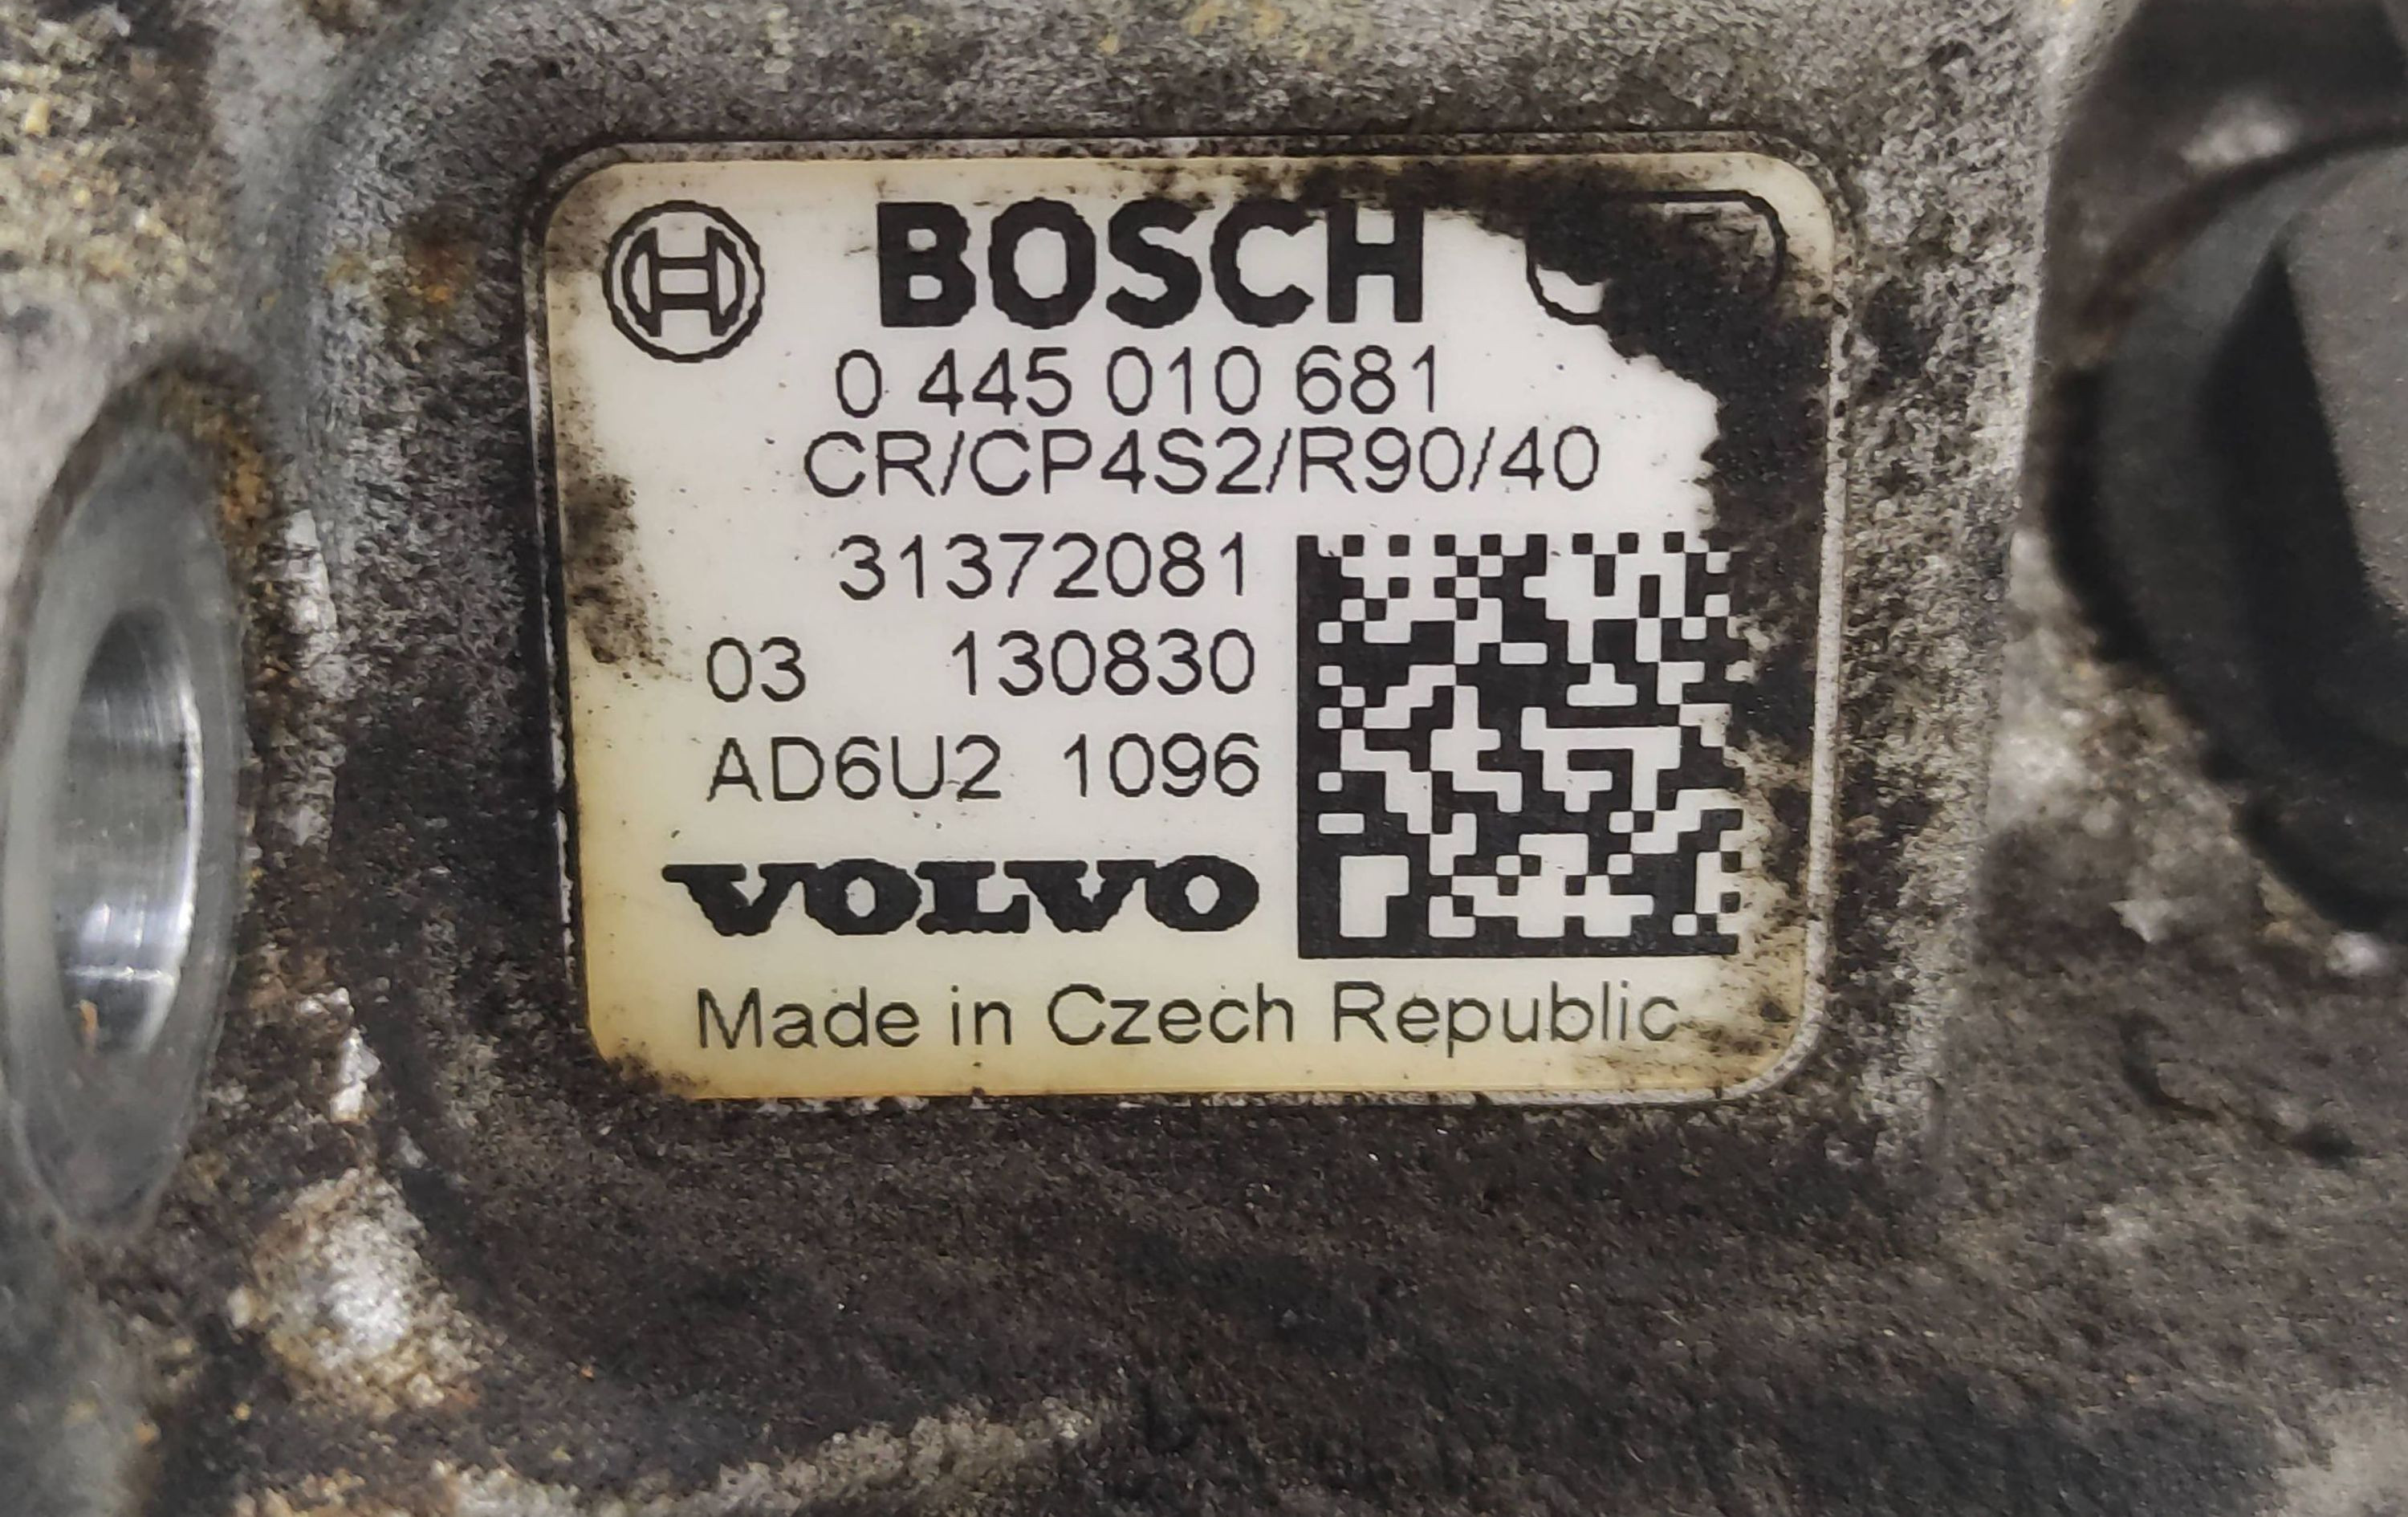 BOSCH
0 445 010 681
CR/CP4S2/R90/40
31372081
03 130830
AD6U2 1096
VOLVO
Made in Czech Republic